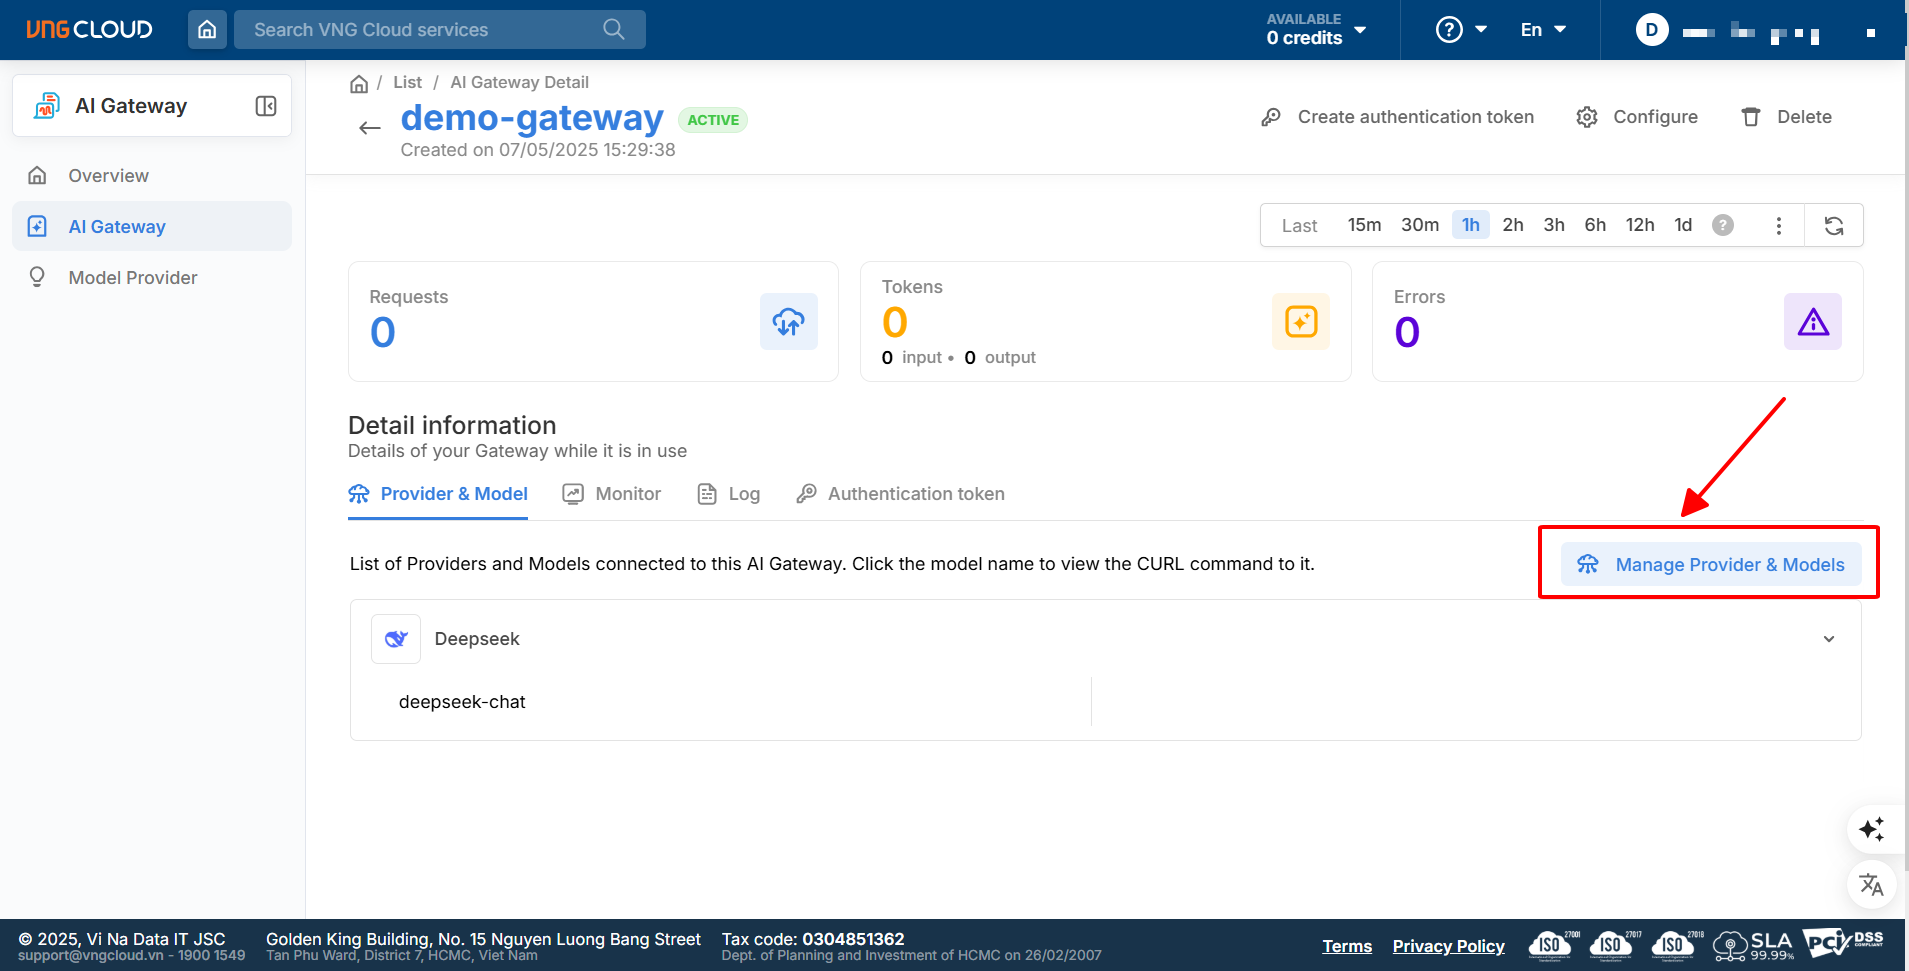 VNG CLOUD
Search VNG Cloud services
AVAILABLE
0 credits
?
En
D
AI Gateway
Overview
AI Gateway
Model Provider
/ List / AI Gateway Detail
demo-gateway ACTIVE
Created on 07/05/2025 15:29:38
Create authentication token
Configure
Delete
Last 15m 30m 1h 2h 3h 6h 12h 1d ?
Requests
0
Tokens
0
0 input • 0 output
Errors
0
Detail information
Details of your Gateway while it is in use
Provider & Model
Monitor
Log
Authentication token
List of Providers and Models connected to this AI Gateway. Click the model name to view the CURL command to it.
Manage Provider & Models
Deepseek
deepseek-chat
© 2025, Vi Na Data IT JSC
support@vngcloud.vn - 1900 1549
Golden King Building, No. 15 Nguyen Luong Bang Street
Tan Phu Ward, District 7, HCMC, Viet Nam
Tax code: 0304851362
Dept. of Planning and Investment of HCMC on 26/02/2007
Terms
Privacy Policy
ISO 27001
ISO 27017
ISO 27018
SLA
99.99%
PCI DSS
COMPLIANT